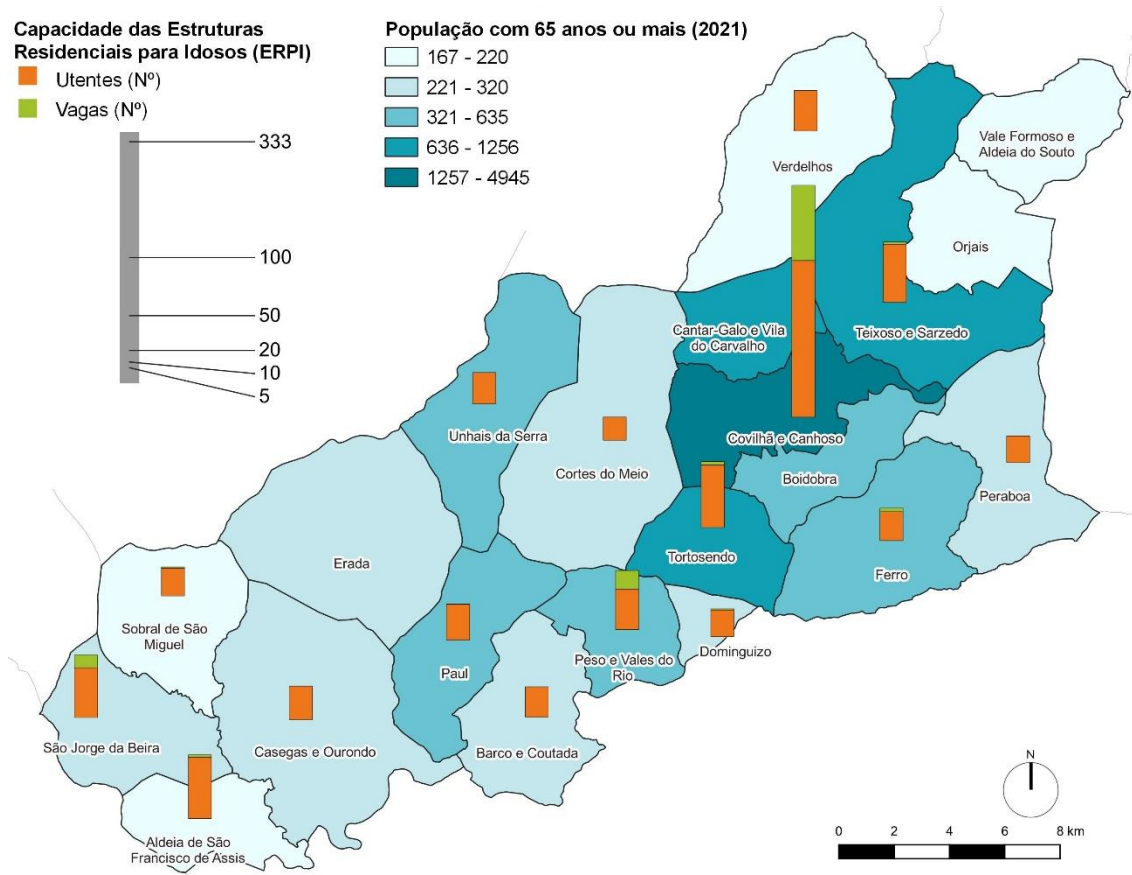 Capacidade das Estruturas
Residenciais para Idosos (ERPI)
Utentes (Nº)
Vagas (Nº)
333
100
50
20
10
5
População com 65 anos ou mais (2021)
167 - 220
221 - 320
321 - 635
636 - 1256
1257 - 4945
Verdelhos
Vale Formoso e
Aldeia do Souto
Orjais
Cantar-Galo e Vila
do Carvalho
Teixoso e Sarzedo
Unhais da Serra
Cortes do Meio
Covilhã e Canhoso
Boidobra
Peraboa
Erada
Tortosendo
Ferro
Sobral de São
Miguel
Paul
Peso e Vales do
Rio
Dominguizo
São Jorge da Beira
Casegas e Ourondo
Barco e Coutada
Aldeia de São
Francisco de Assis
N
0 2 4 6 8 km